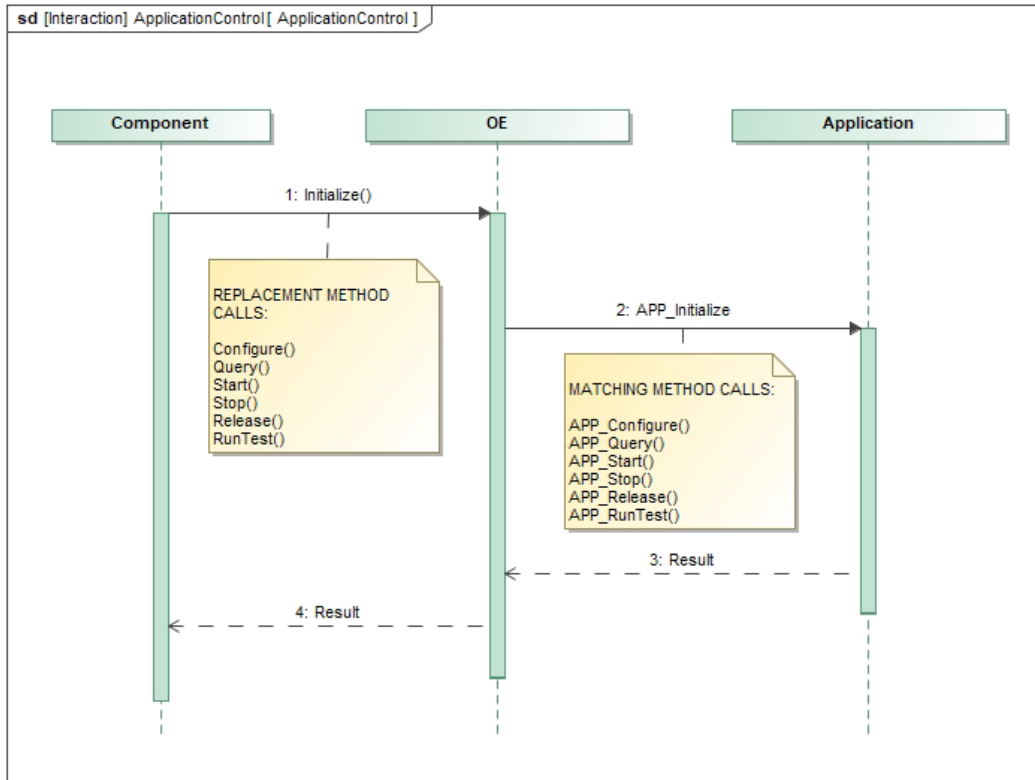 sd [Interaction] ApplicationControl[ ApplicationControl ]
Component
OE
Application
1: Initialize()
REPLACEMENT METHOD
CALLS:
Configure()
Query()
Start()
Stop()
Release()
RunTest()
2: APP_Initialize
MATCHING METHOD CALLS:
APP_Configure()
APP_Query()
APP_Start()
APP_Stop()
APP_Release()
APP_RunTest()
3: Result
4: Result